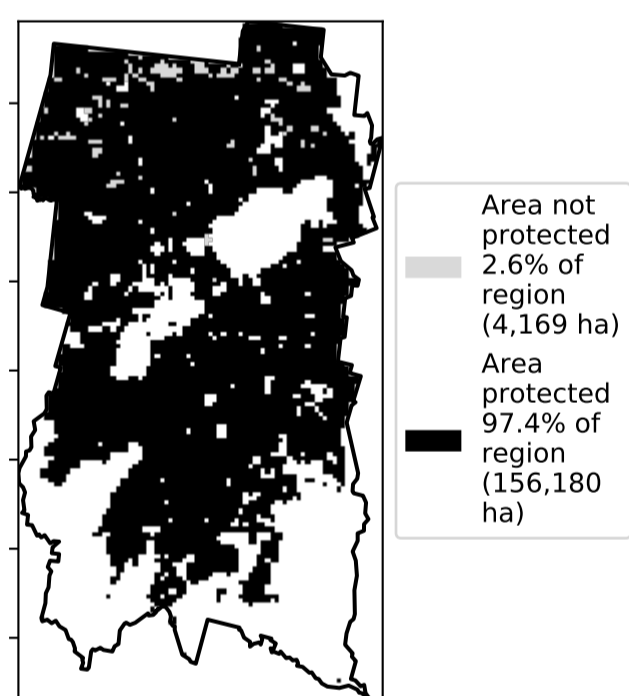 Area not
protected
2.6% of
region
(4,169 ha)
Area
protected
97.4% of
region
(156,180
ha)